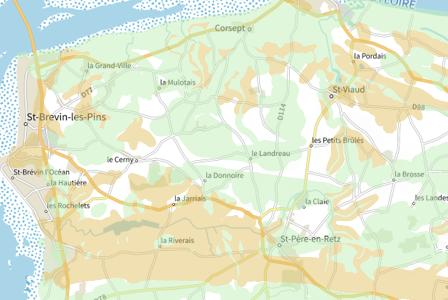 LOIRE
Corsept
la Pordais
la Grand-Ville
la Mulotais
D77
St-Viaud
D114
St-Brevin-les-Pins
les Petits Brûlés
le Cerny
le Landreau
St-Brévin l'Océan
la Hautière
la Donnoire
la Brosse
les Rochelets
la Jarriais
la Claie
les Landes
la Riverais
St-Père-en-Retz